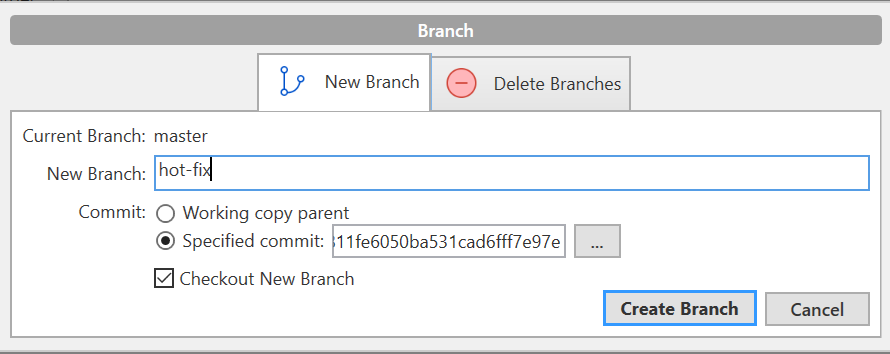 Branch
New Branch
Delete Branches
Current Branch: master
New Branch: hot-fix
Commit: Working copy parent
Specified commit: 311fe6050ba531cad6fff7e97e ...
Checkout New Branch
Create Branch
Cancel